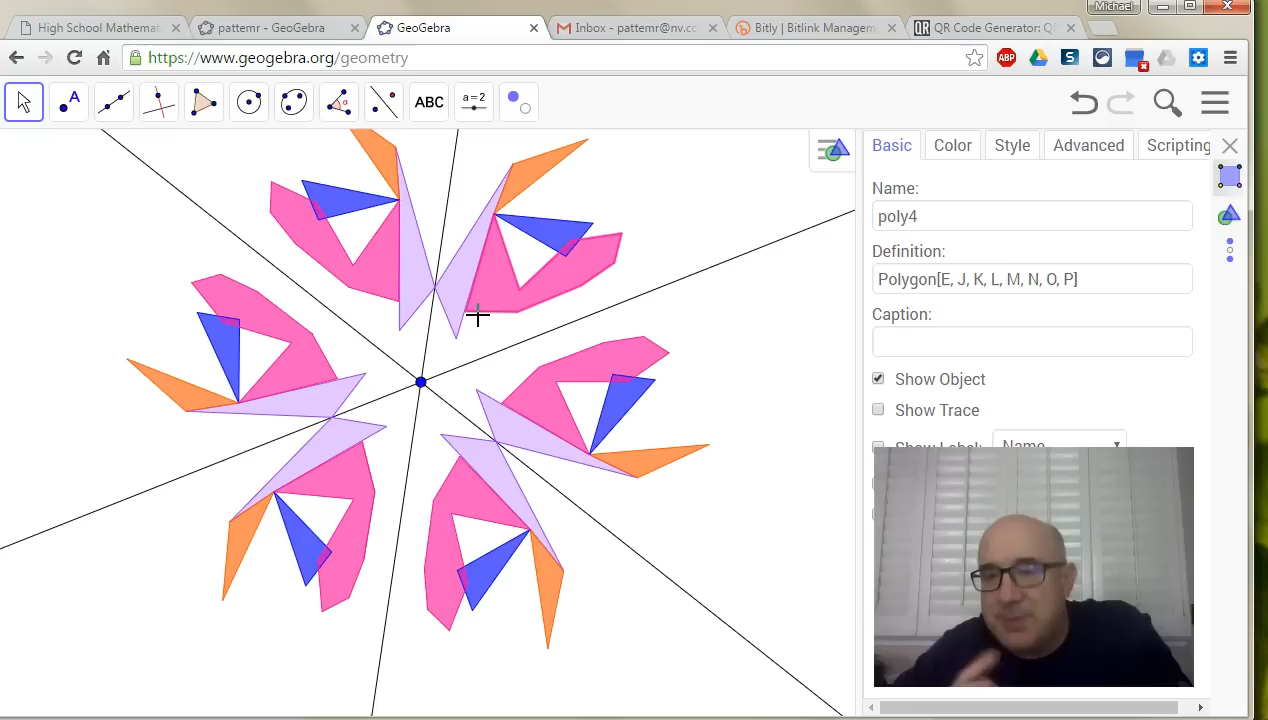 Michael
High School Mathemat
pattemr - GeoGebra
GeoGebra
Inbox - pattemr@nv.cc
Bitly | Bitlink Managem
QR Code Generator: QR
https://www.geogebra.org/geometry
ABP
S
A
α
ABC
a=2
Basic
Color
Style
Advanced
Scripting
Name:
poly4
Definition:
Polygon[E, J, K, L, M, N, O, P]
Caption:
Show Object
Show Trace